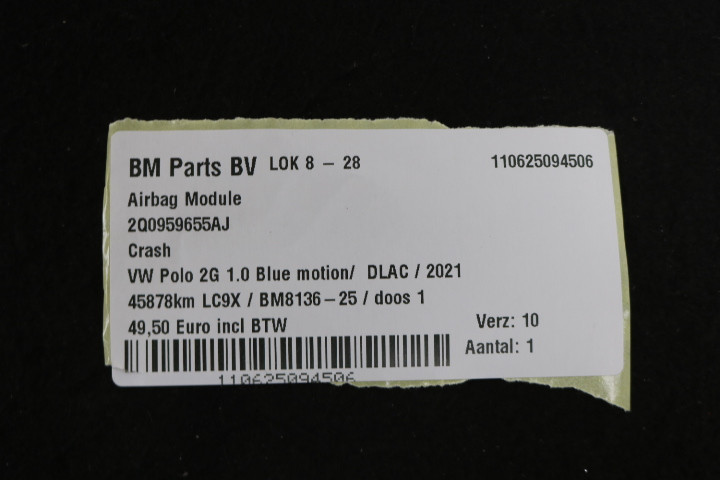 BM Parts BV LOK 8 - 28 110625094506
Airbag Module
2Q0959655AJ
Crash
VW Polo 2G 1.0 Blue motion/ DLAC / 2021
45878km LC9X / BM8136-25 / doos 1
49,50 Euro incl BTW Verz: 10
Aantal: 1
110625094506